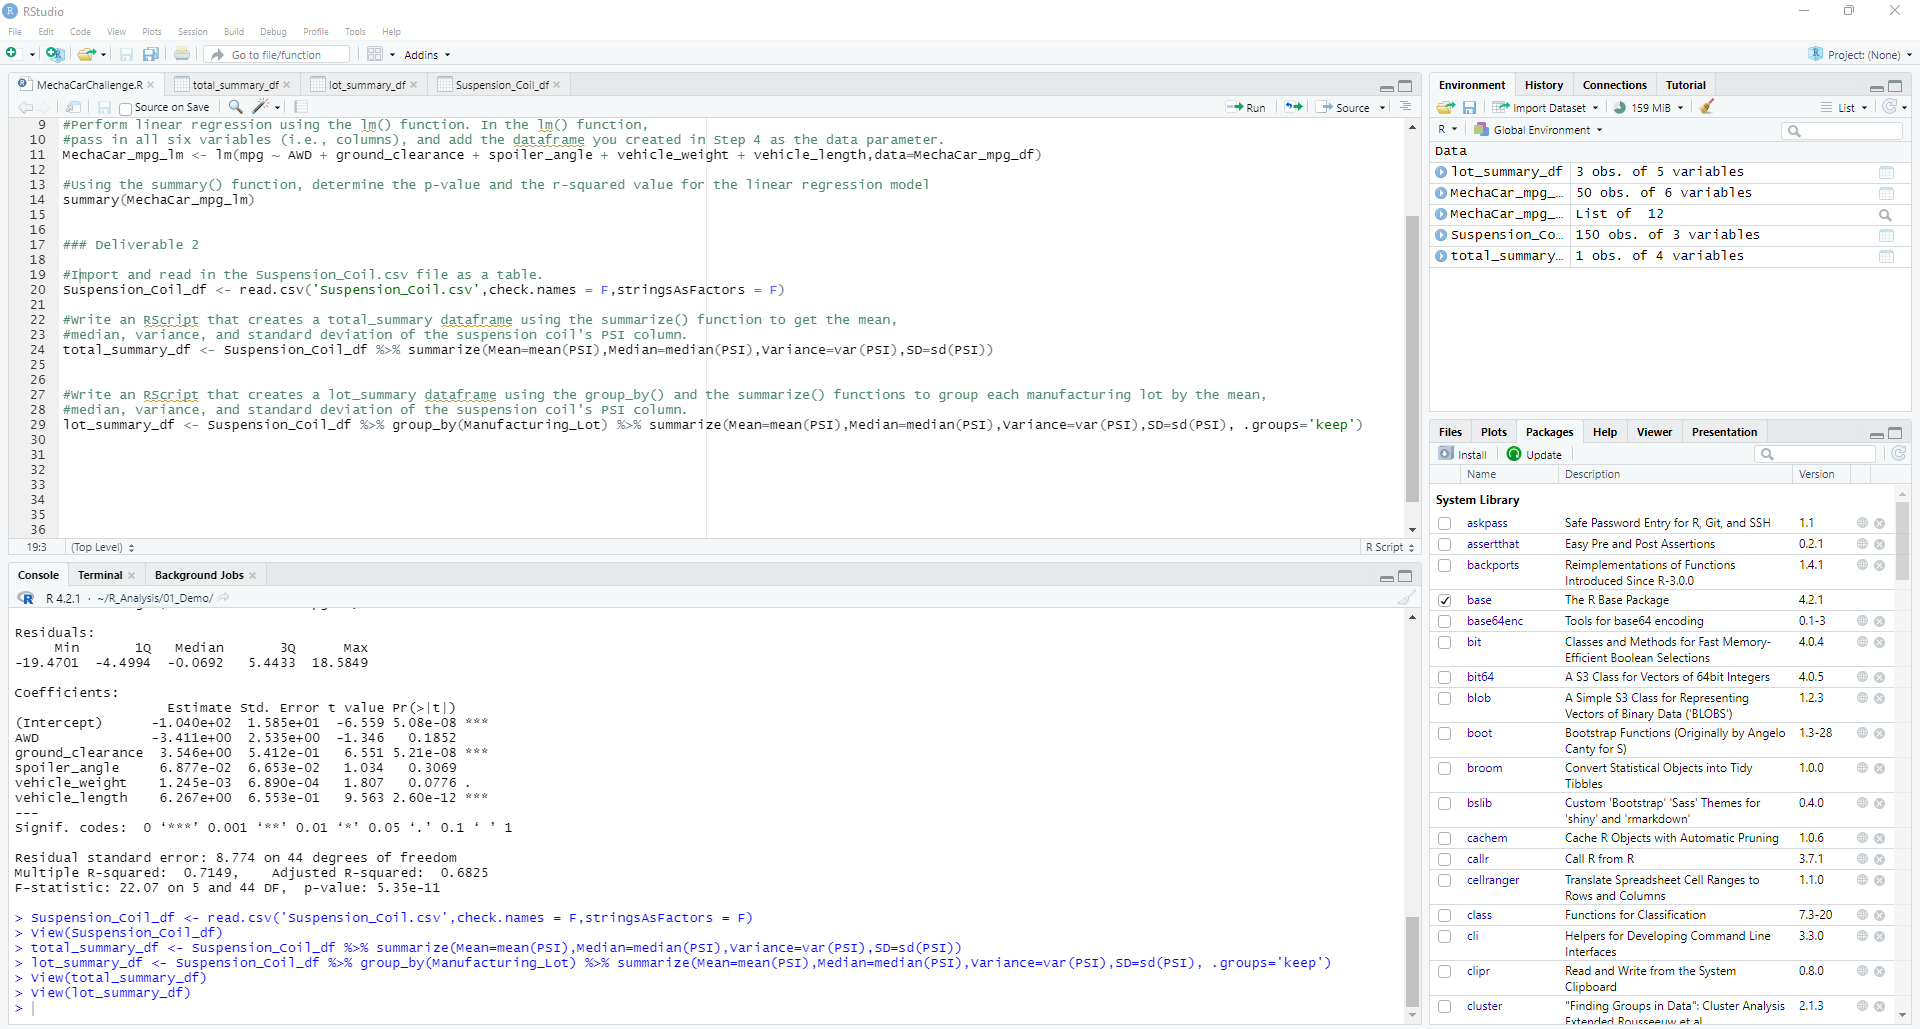 RStudio
File Edit Code View Plots Session Build Debug Profile Tools Help
Go to file/function Addins Project: (None)
MechaCarChallenge.R total_summary_df lot_summary_df Suspension_Coil_df
Source on Save Run Source
9 #Perform linear regression using the lm() function. In the lm() function,
10 #pass in all six variables (i.e., columns), and add the dataframe you created in Step 4 as the data parameter.
11 MechaCar_mpg_lm <- lm(mpg ~ AWD + ground_clearance + spoiler_angle + vehicle_weight + vehicle_length,data=MechaCar_mpg_df)
12
13 #Using the summary() function, determine the p-value and the r-squared value for the linear regression model
14 summary(MechaCar_mpg_lm)
15
16
17 ### Deliverable 2
18
19 #Import and read in the Suspension_Coil.csv file as a table.
20 Suspension_Coil_df <- read.csv('Suspension_Coil.csv',check.names = F,stringsAsFactors = F)
21
22 #Write an RScript that creates a total_summary dataframe using the summarize() function to get the mean,
23 #median, variance, and standard deviation of the suspension coil's PSI column.
24 total_summary_df <- Suspension_Coil_df %>% summarize(Mean=mean(PSI),Median=median(PSI),Variance=var(PSI),SD=sd(PSI))
25
26
27 #Write an RScript that creates a lot_summary dataframe using the group_by() and the summarize() functions to group each manufacturing lot by the mean,
28 #median, variance, and standard deviation of the suspension coil's PSI column.
29 lot_summary_df <- Suspension_Coil_df %>% group_by(Manufacturing_Lot) %>% summarize(Mean=mean(PSI),Median=median(PSI),Variance=var(PSI),SD=sd(PSI), .groups='keep')
30
31
32
33
34
35
36
19:3 (Top Level) R Script
Console Terminal Background Jobs
R 4.2.1 · ~/R_Analysis/01_Demo/
Residuals:
Min 1Q Median 3Q Max
-19.4701 -4.4994 -0.0692 5.4433 18.5849
Coefficients:
Estimate Std. Error t value Pr(>|t|)
(Intercept) -1.040e+02 1.585e+01 -6.559 5.08e-08 ***
AWD -3.411e+00 2.535e+00 -1.346 0.1852
ground_clearance 3.546e+00 5.412e-01 6.551 5.21e-08 ***
spoiler_angle 6.877e-02 6.653e-02 1.034 0.3069
vehicle_weight 1.245e-03 6.890e-04 1.807 0.0776 .
vehicle_length 6.267e+00 6.553e-01 9.563 2.60e-12 ***
---
Signif. codes: 0 ‘***’ 0.001 ‘**’ 0.01 ‘*’ 0.05 ‘.’ 0.1 ‘ ’ 1
Residual standard error: 8.774 on 44 degrees of freedom
Multiple R-squared: 0.7149, Adjusted R-squared: 0.6825
F-statistic: 22.07 on 5 and 44 DF, p-value: 5.35e-11
> Suspension_Coil_df <- read.csv('Suspension_Coil.csv',check.names = F,stringsAsFactors = F)
> View(Suspension_Coil_df)
> total_summary_df <- Suspension_Coil_df %>% summarize(Mean=mean(PSI),Median=median(PSI),Variance=var(PSI),SD=sd(PSI))
> lot_summary_df <- Suspension_Coil_df %>% group_by(Manufacturing_Lot) %>% summarize(Mean=mean(PSI),Median=median(PSI),Variance=var(PSI),SD=sd(PSI), .groups='keep')
> View(total_summary_df)
> View(lot_summary_df)
>
Environment History Connections Tutorial
Import Dataset 159 MiB List
R Global Environment
Data
lot_summary_df 3 obs. of 5 variables
MechaCar_mpg_… 50 obs. of 6 variables
MechaCar_mpg_… List of 12
Suspension_Co… 150 obs. of 3 variables
total_summary… 1 obs. of 4 variables
Files Plots Packages Help Viewer Presentation
Install Update
Name Description Version
System Library
askpass Safe Password Entry for R, Git, and SSH 1.1
assertthat Easy Pre and Post Assertions 0.2.1
backports Reimplementations of Functions 1.4.1
Introduced Since R-3.0.0
base The R Base Package 4.2.1
base64enc Tools for base64 encoding 0.1-3
bit Classes and Methods for Fast Memory- 4.0.4
Efficient Boolean Selections
bit64 A S3 Class for Vectors of 64bit Integers 4.0.5
blob A Simple S3 Class for Representing 1.2.3
Vectors of Binary Data ('BLOBS')
boot Bootstrap Functions (Originally by Angelo 1.3-28
Canty for S)
broom Convert Statistical Objects into Tidy 1.0.0
Tibbles
bslib Custom 'Bootstrap' 'Sass' Themes for 0.4.0
'shiny' and 'rmarkdown'
cachem Cache R Objects with Automatic Pruning 1.0.6
callr Call R from R 3.7.1
cellranger Translate Spreadsheet Cell Ranges to 1.1.0
Rows and Columns
class Functions for Classification 7.3-20
cli Helpers for Developing Command Line 3.3.0
Interfaces
clipr Read and Write from the System 0.8.0
Clipboard
cluster "Finding Groups in Data": Cluster Analysis 2.1.3
Extended Rousseeuw et al.